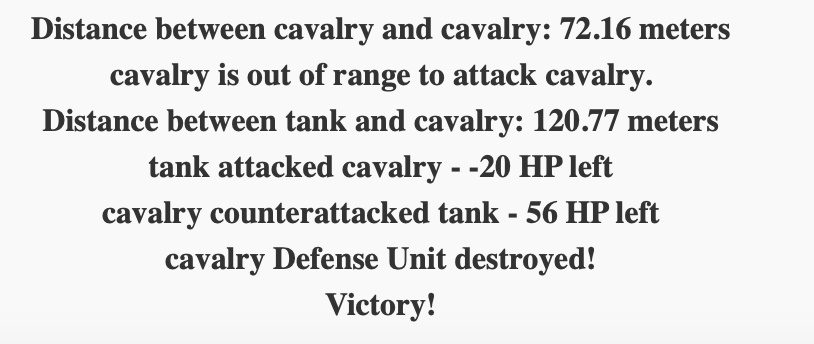 Distance between cavalry and cavalry: 72.16 meters
cavalry is out of range to attack cavalry.
Distance between tank and cavalry: 120.77 meters
tank attacked cavalry - -20 HP left
cavalry counterattacked tank - 56 HP left
cavalry Defense Unit destroyed!
Victory!